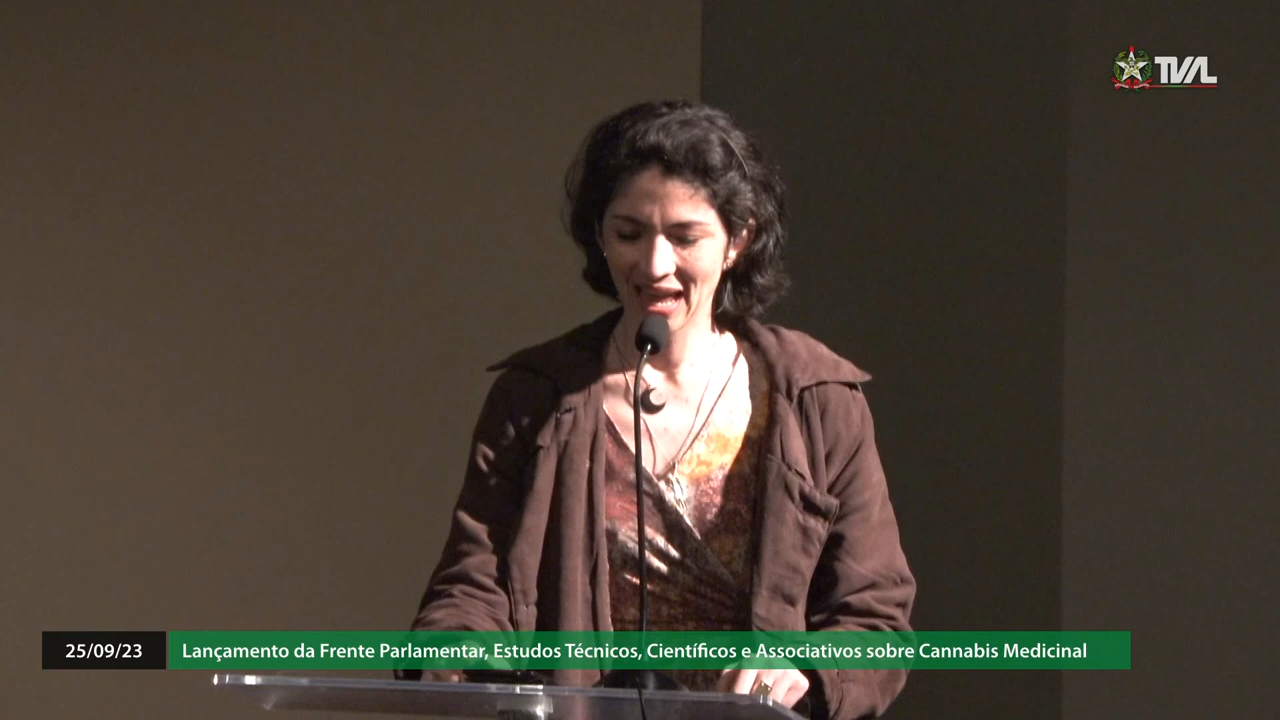 TVAL
25/09/23
Lançamento da Frente Parlamentar, Estudos Técnicos, Científicos e Associativos sobre Cannabis Medicinal